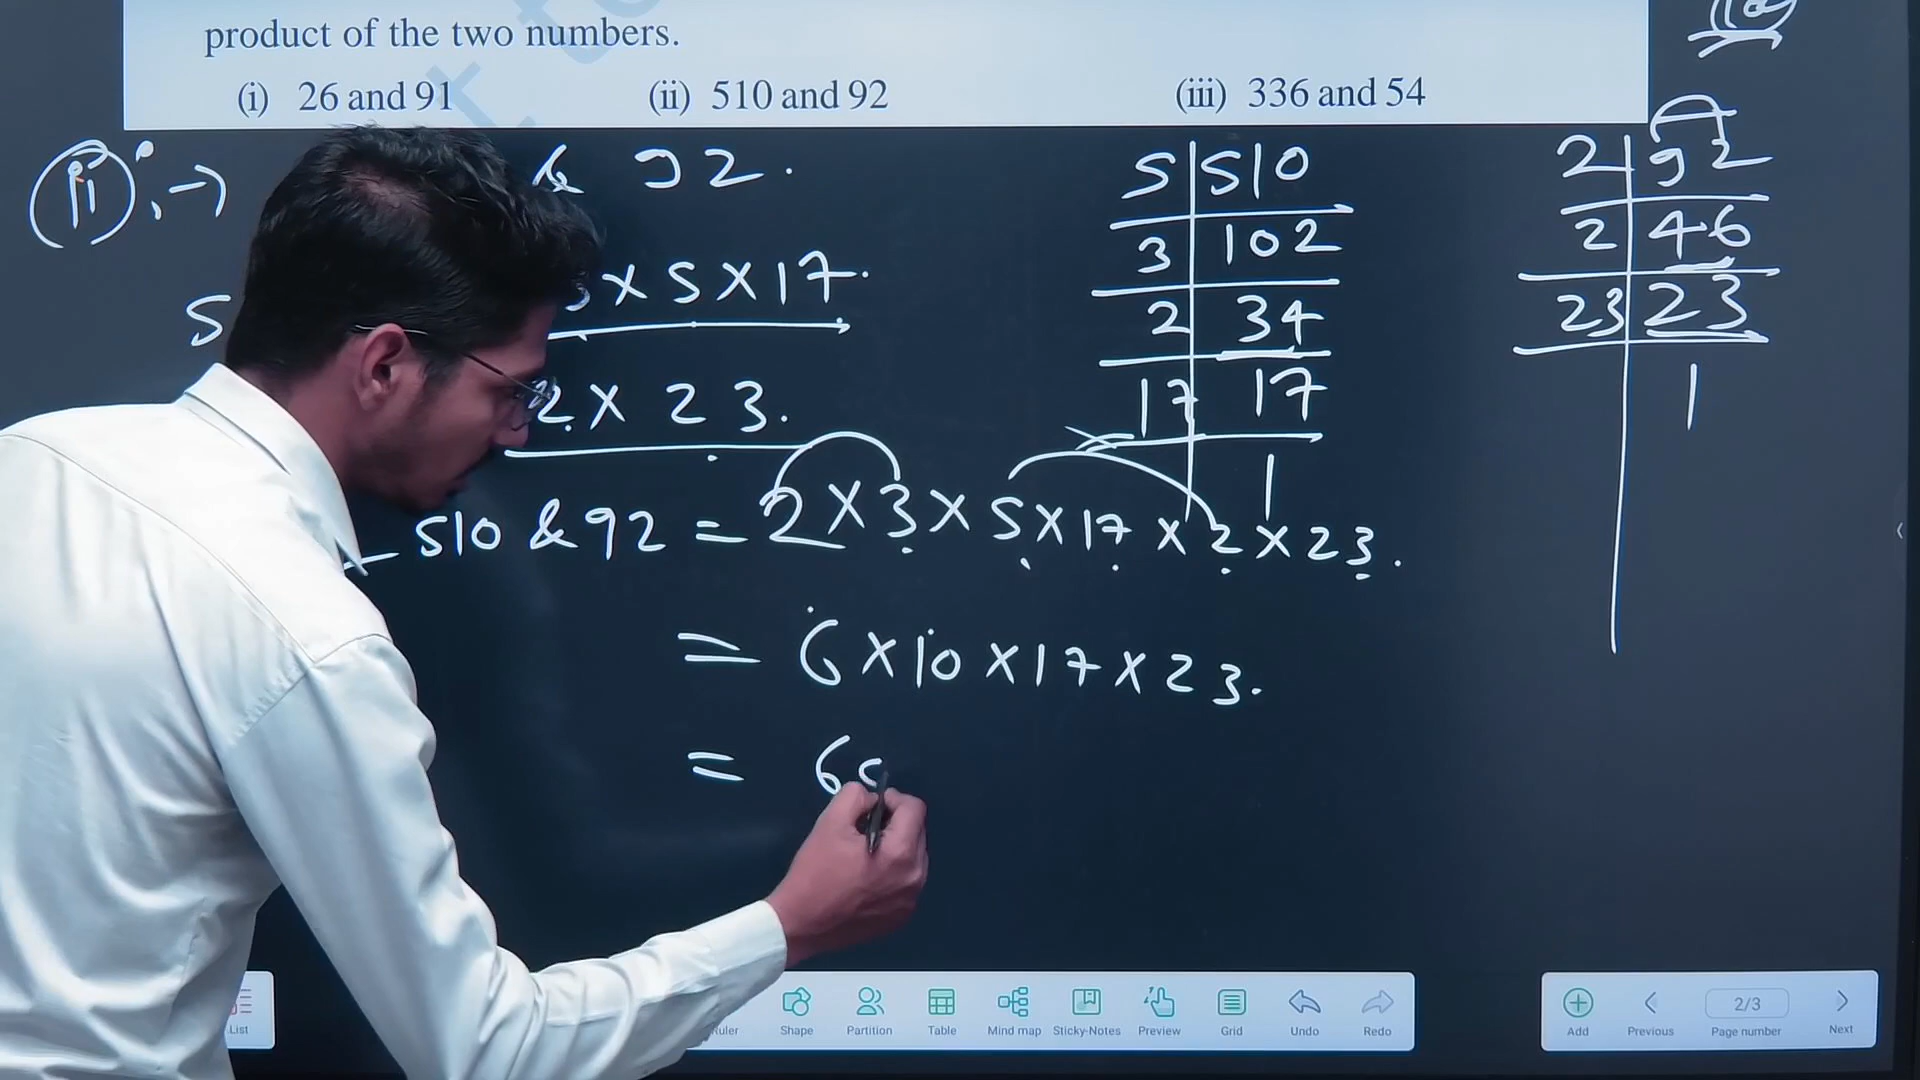 product of the two numbers.
(i) 26 and 91 (ii) 510 and 92 (iii) 336 and 54
(ii) :→ & 92.
5 × 5 × 17.
2 × 23.
510 & 92 = 2 × 3 × 5 × 17 × 2 × 23.
= 6 × 10 × 17 × 23.
= 6
5 | 510
3 | 102
2 | 34
17 | 17
1
2 | 92
2 | 46
23 | 23
1
List
Shape Partition Table Mind map Sticky-Notes Preview Grid Undo Redo
Add Previous 2/3 Page number Next